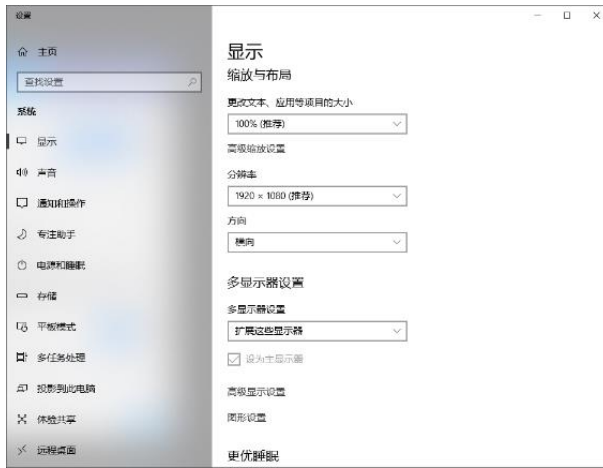 设置
主页
查找设置
系统
显示
声音
通知和操作
专注助手
电源和睡眠
存储
平板模式
多任务处理
投影到此电脑
体验共享
远程桌面
显示
缩放与布局
更改文本、应用等项目的大小
100% (推荐)
高级缩放设置
分辨率
1920 × 1080 (推荐)
方向
横向
多显示器设置
多显示器设置
扩展这些显示器
设为主显示器
高级显示设置
图形设置
更优睡眠